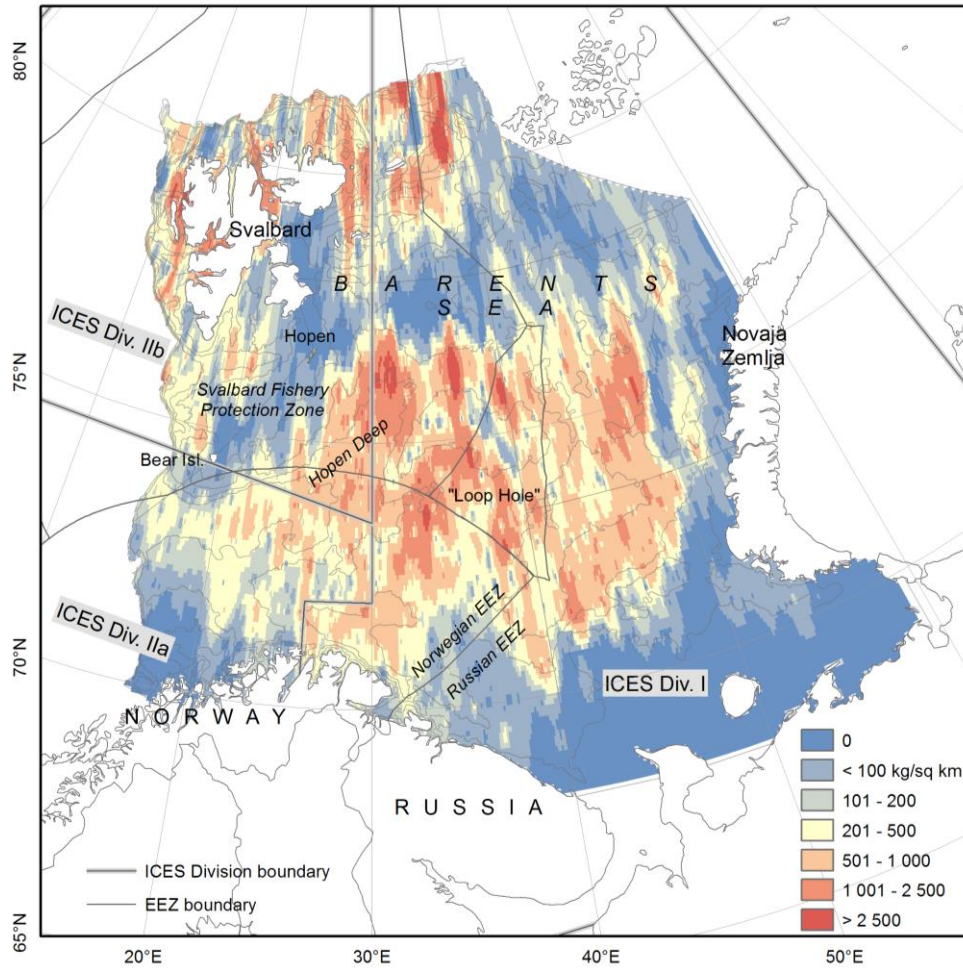 80°N
Svalbard
B A R E N T S
S E A
ICES Div. IIb
Hopen
Novaja
Zemlja
75°N
Svalbard Fishery
Protection Zone
Bear Isl.
Hopen Deep
"Loop Hole"
ICES Div. IIa
Norwegian EEZ
Russian EEZ
70°N
ICES Div. I
N O R W A Y
0
< 100 kg/sq km
101 - 200
201 - 500
501 - 1 000
1 001 - 2 500
> 2 500
R U S S I A
ICES Division boundary
EEZ boundary
65°N
20°E
30°E
40°E
50°E